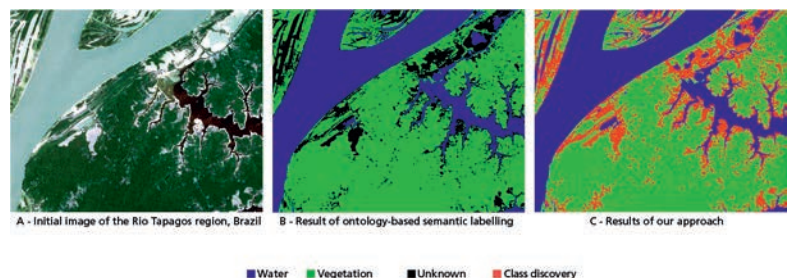 A - Initial image of the Rio Tapagos region, Brazil
B - Result of ontology-based semantic labelling
C - Results of our approach
Water
Vegetation
Unknown
Class discovery